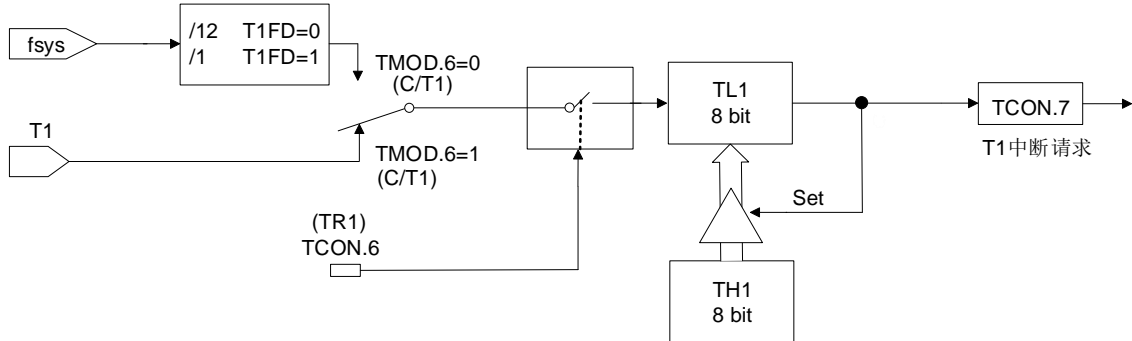 fsys
/12 T1FD=0
/1 T1FD=1
TMOD.6=0
(C/T1)
T1
TMOD.6=1
(C/T1)
(TR1)
TCON.6
TL1
8 bit
TCON.7
T1中断请求
Set
TH1
8 bit